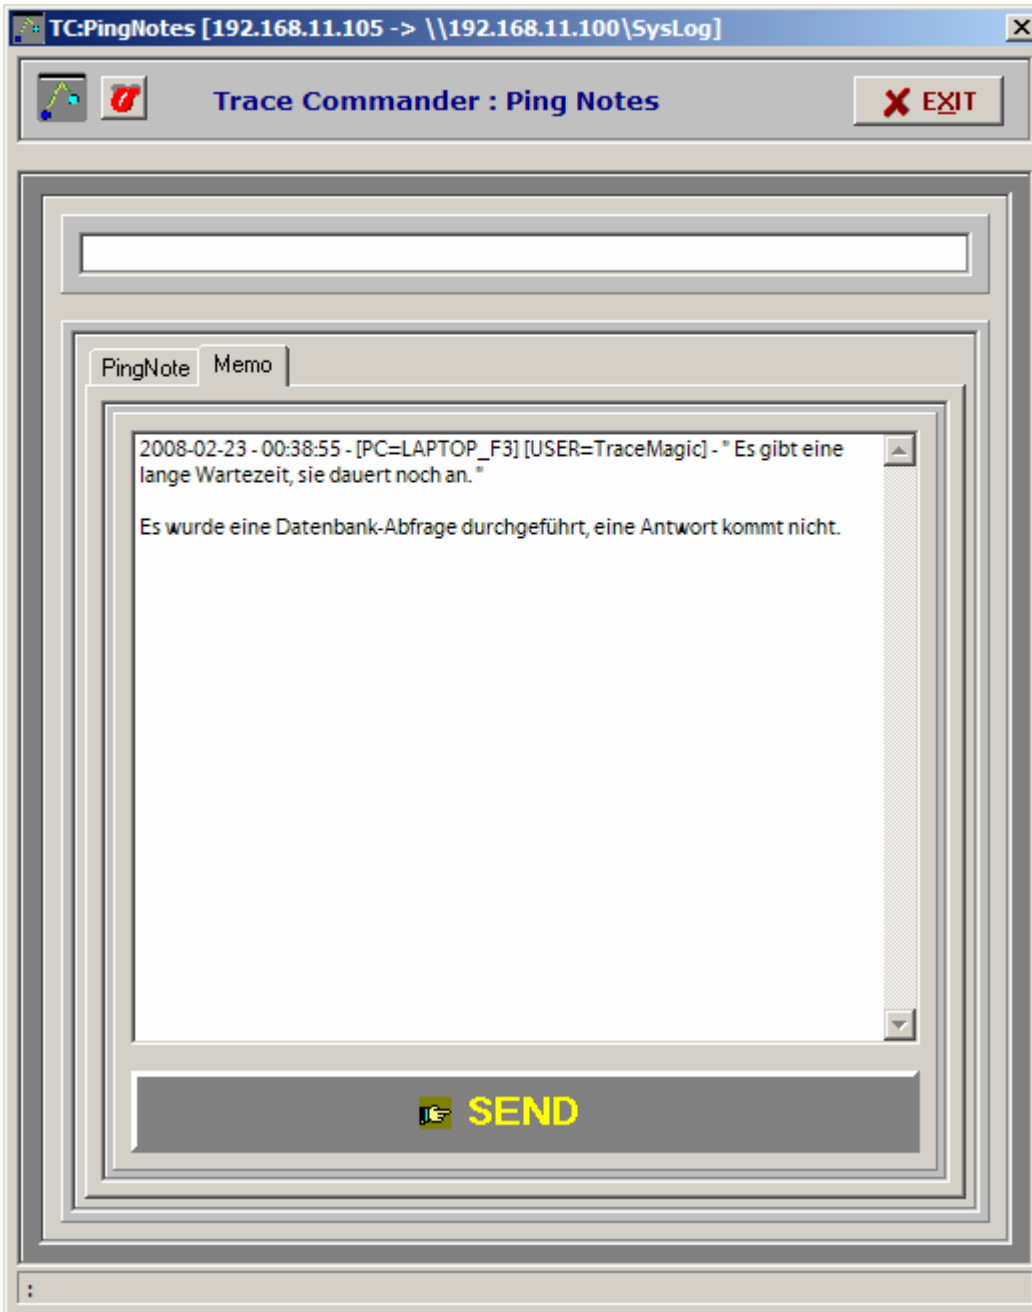 TC:PingNotes [192.168.11.105 -> \\192.168.11.100\SysLog]
Trace Commander : Ping Notes
EXIT
PingNote
Memo
2008-02-23 - 00:38:55 - [PC=LAPTOP_F3] [USER=TraceMagic] - " Es gibt eine
lange Wartezeit, sie dauert noch an. "
Es wurde eine Datenbank-Abfrage durchgeführt, eine Antwort kommt nicht.
SEND
: